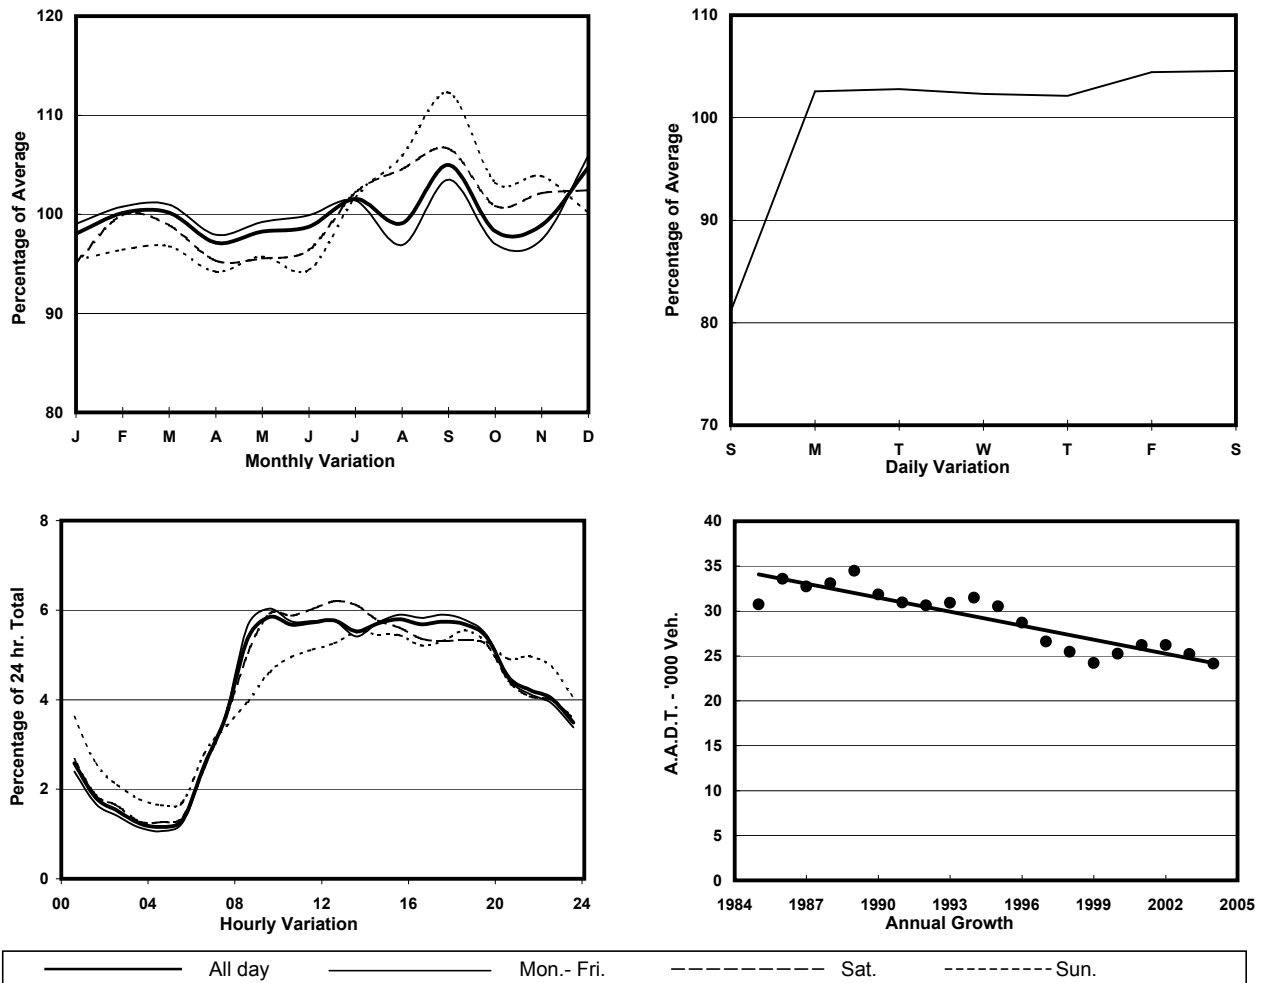 120
110
100
90
80
Percentage of Average
J F M A M J J A S O N D
Monthly Variation
110
100
90
80
70
Percentage of Average
S M T W T F S
Daily Variation
8
6
4
2
0
Percentage of 24 hr. Total
00 04 08 12 16 20 24
Hourly Variation
40
35
30
25
20
15
10
5
0
A.A.D.T. - '000 Veh.
1984 1987 1990 1993 1996 1999 2002 2005
Annual Growth
All day Mon.- Fri. Sat. Sun.